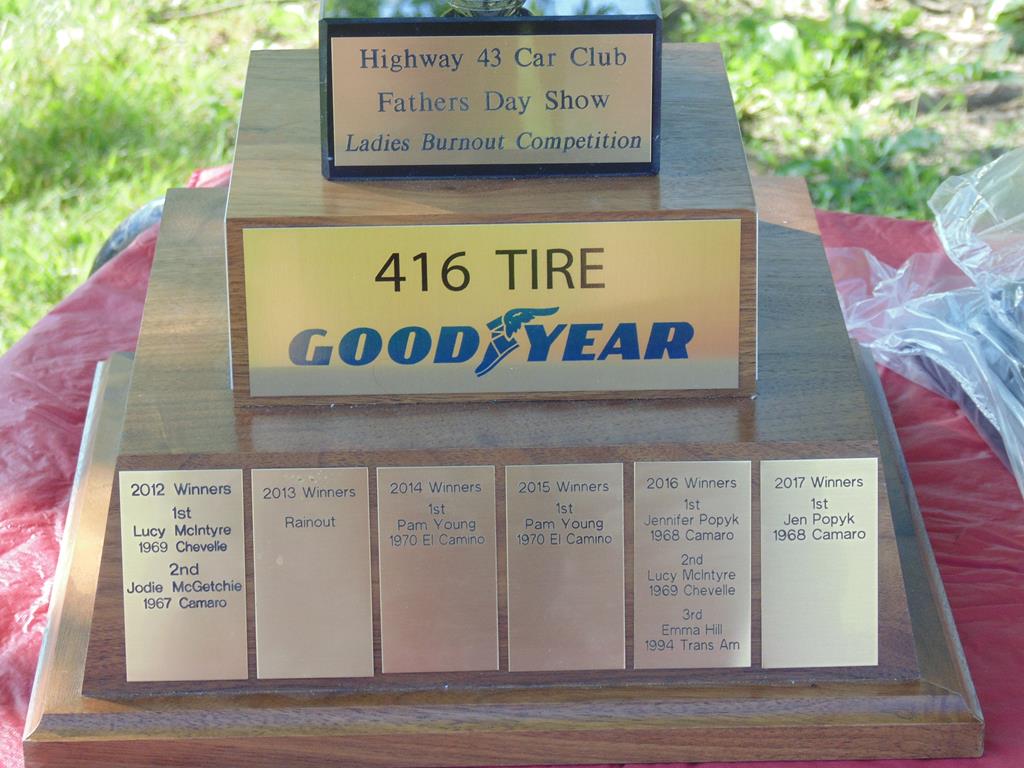 Highway 43 Car Club
Fathers Day Show
Ladies Burnout Competition
416 TIRE
GOODYEAR
2012 Winners
1st
Lucy McIntyre
1969 Chevelle
2nd
Jodie McGetchie
1967 Camaro
2013 Winners
Rainout
2014 Winners
1st
Pam Young
1970 El Camino
2015 Winners
1st
Pam Young
1970 El Camino
2016 Winners
1st
Jennifer Popyk
1968 Camaro
2nd
Lucy McIntyre
1969 Chevelle
3rd
Emma Hill
1994 Trans Am
2017 Winners
1st
Jen Popyk
1968 Camaro